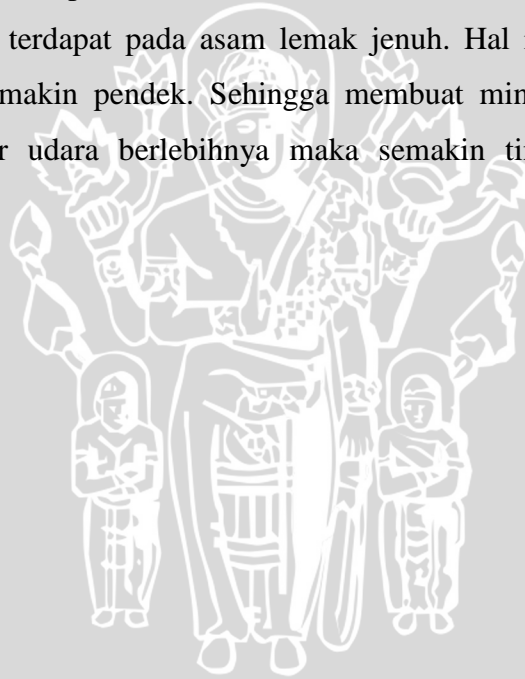 terdapat pada asam lemak jenuh. Hal
makin pendek. Sehingga membuat min
r udara berlebihnya maka semakin ti